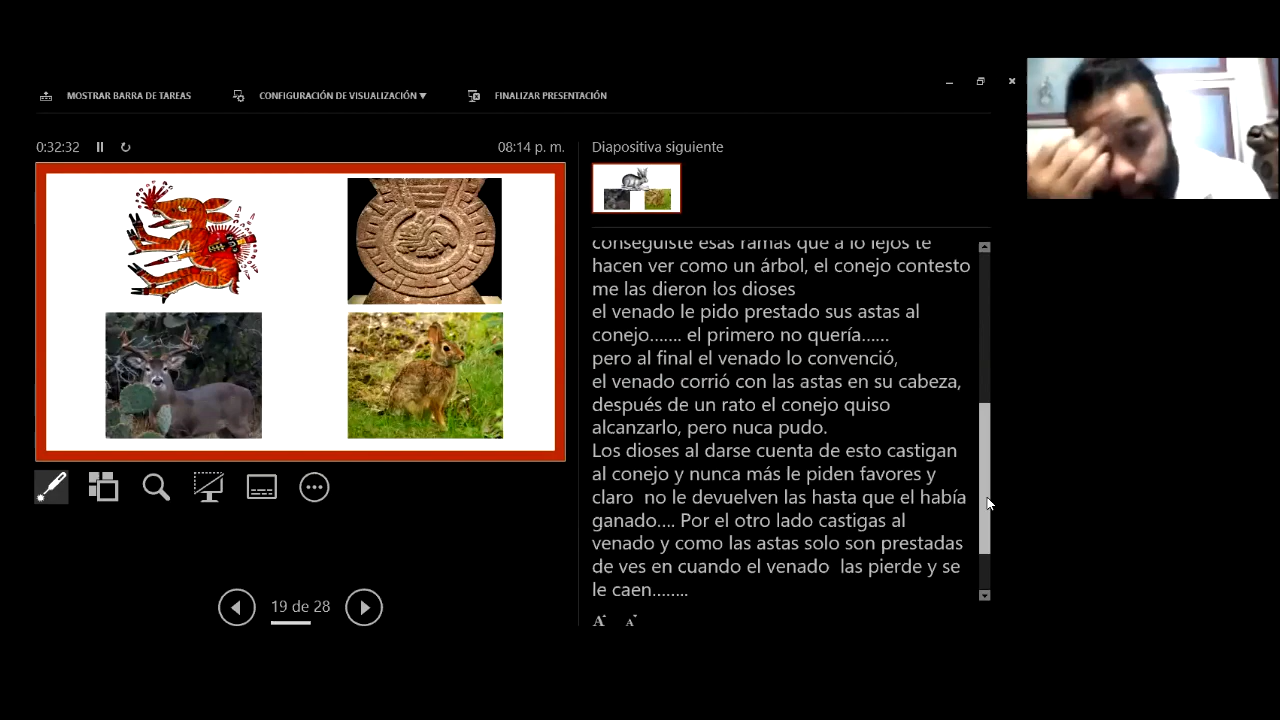 MOSTRAR BARRA DE TAREAS
CONFIGURACIÓN DE VISUALIZACIÓN
FINALIZAR PRESENTACIÓN
0:32:32
08:14 p. m.
Diapositiva siguiente
conseguiste esas ramas que a lo lejos te
hacen ver como un árbol, el conejo contesto
me las dieron los dioses
el venado le pido prestado sus astas al
conejo....... el primero no quería......
pero al final el venado lo convenció,
el venado corrió con las astas en su cabeza,
después de un rato el conejo quiso
alcanzarlo, pero nuca pudo.
Los dioses al darse cuenta de esto castigan
al conejo y nunca más le piden favores y
claro  no le devuelven las hasta que el había
ganado.... Por el otro lado castigas al
venado y como las astas solo son prestadas
de ves en cuando el venado  las pierde y se
le caen........
19 de 28
A A